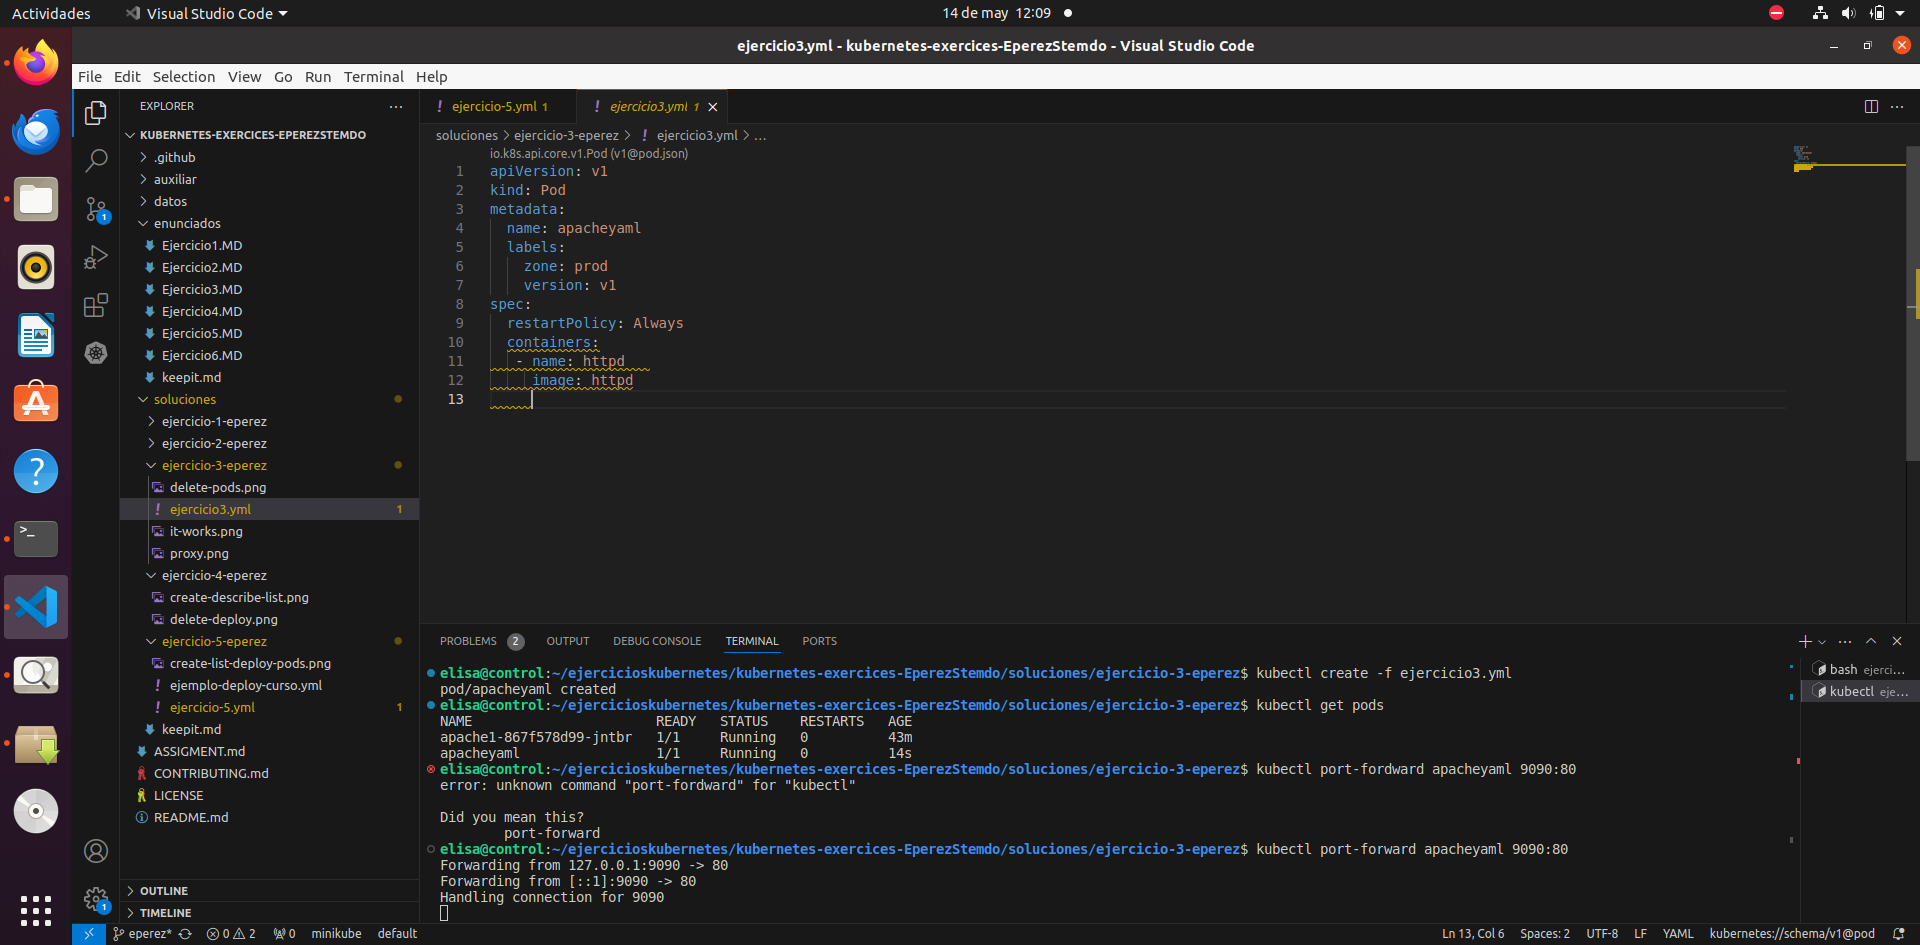 Actividades
Visual Studio Code
14 de may 12:09
ejercicio3.yml - kubernetes-exercices-EperezStemdo - Visual Studio Code
File Edit Selection View Go Run Terminal Help
EXPLORER
KUBERNETES-EXERCICES-EPEREZSTEMDO
.github
auxiliar
datos
enunciados
Ejercicio1.MD
Ejercicio2.MD
Ejercicio3.MD
Ejercicio4.MD
Ejercicio5.MD
Ejercicio6.MD
keepit.md
soluciones
ejercicio-1-eperez
ejercicio-2-eperez
ejercicio-3-eperez
delete-pods.png
ejercicio3.yml 1
it-works.png
proxy.png
ejercicio-4-eperez
create-describe-list.png
delete-deploy.png
ejercicio-5-eperez
create-list-deploy-pods.png
ejemplo-deploy-curso.yml
ejercicio-5.yml 1
keepit.md
ASSIGMENT.md
CONTRIBUTING.md
LICENSE
README.md
OUTLINE
TIMELINE
ejercicio-5.yml 1
ejercicio3.yml 1
soluciones > ejercicio-3-eperez > ejercicio3.yml > ...
io.k8s.api.core.v1.Pod (v1@pod.json)
1 apiVersion: v1
2 kind: Pod
3 metadata:
4 name: apacheyaml
5 labels:
6 zone: prod
7 version: v1
8 spec:
9 restartPolicy: Always
10 containers:
11 - name: httpd
12 image: httpd
13
PROBLEMS 2 OUTPUT DEBUG CONSOLE TERMINAL PORTS
elisa@control:~/ejercicioskubernetes/kubernetes-exercices-EperezStemdo/soluciones/ejercicio-3-eperez$ kubectl create -f ejercicio3.yml
pod/apacheyaml created
elisa@control:~/ejercicioskubernetes/kubernetes-exercices-EperezStemdo/soluciones/ejercicio-3-eperez$ kubectl get pods
NAME READY STATUS RESTARTS AGE
apache1-867f578d99-jntbr 1/1 Running 0 43m
apacheyaml 1/1 Running 0 14s
elisa@control:~/ejercicioskubernetes/kubernetes-exercices-EperezStemdo/soluciones/ejercicio-3-eperez$ kubectl port-fordward apacheyaml 9090:80
error: unknown command "port-fordward" for "kubectl"
Did you mean this?
port-forward
elisa@control:~/ejercicioskubernetes/kubernetes-exercices-EperezStemdo/soluciones/ejercicio-3-eperez$ kubectl port-forward apacheyaml 9090:80
Forwarding from 127.0.0.1:9090 -> 80
Forwarding from [::1]:9090 -> 80
Handling connection for 9090
bash ejerci...
kubectl eje...
eperez* 0 2 0 minikube default
Ln 13, Col 6 Spaces: 2 UTF-8 LF YAML kubernetes://schema/v1@pod